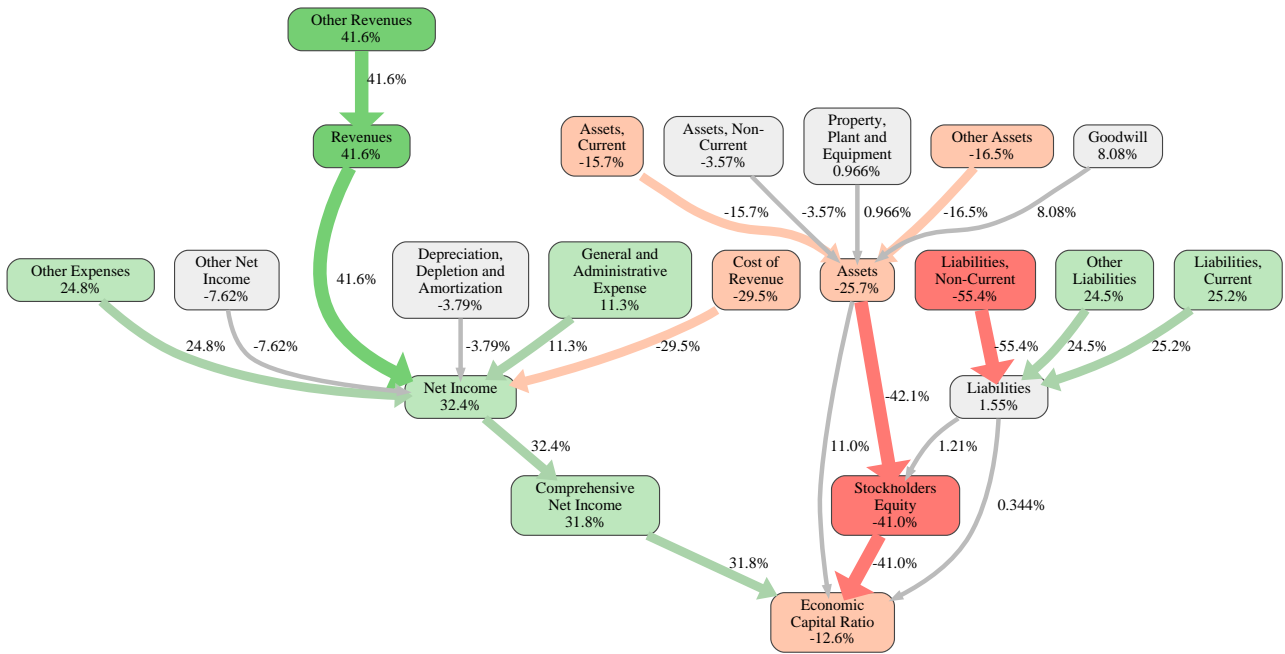 Other Revenues
41.6%
41.6%
Revenues
41.6%
Assets,
Current
-15.7%
Assets, Non-
Current
-3.57%
Property,
Plant and
Equipment
0.966%
Other Assets
-16.5%
Goodwill
8.08%
-15.7%
-3.57%
0.966%
-16.5%
8.08%
Other Expenses
24.8%
Other Net
Income
-7.62%
41.6%
Depreciation,
Depletion and
Amortization
-3.79%
General and
Administrative
Expense
11.3%
Cost of
Revenue
-29.5%
Assets
-25.7%
Liabilities,
Non-Current
-55.4%
Other
Liabilities
24.5%
Liabilities,
Current
25.2%
24.8%
-7.62%
-3.79%
11.3%
-29.5%
-55.4%
24.5%
25.2%
Net Income
32.4%
-42.1%
Liabilities
1.55%
32.4%
11.0%
1.21%
Comprehensive
Net Income
31.8%
Stockholders
Equity
-41.0%
0.344%
31.8%
-41.0%
Economic
Capital Ratio
-12.6%